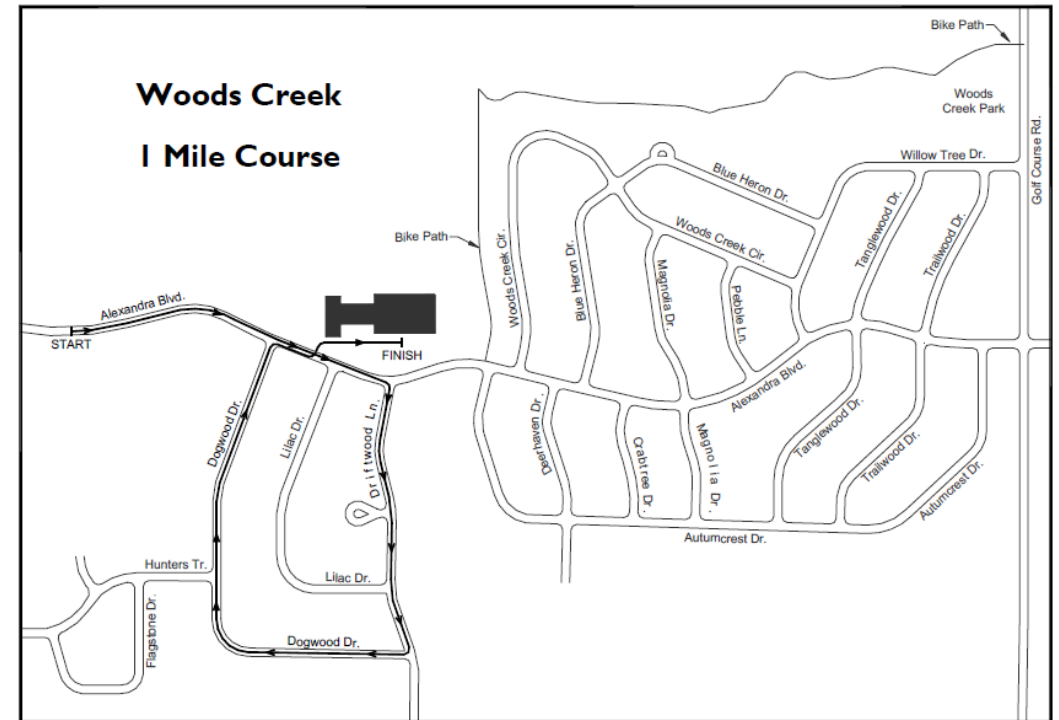 Bike Path
Woods Creek
1 Mile Course
Woods
Creek Park
Golf Course Rd.
Willow Tree Dr.
Blue Heron Dr.
Tanglewood Dr.
Trailwood Dr.
Woods Creek Cir.
Bike Path
Woods Creek Cir.
Blue Heron Dr.
Magnolia Dr.
Pebble Ln.
Alexandra Blvd.
START
FINISH
Alexandra Blvd.
Dogwood Dr.
Lilac Dr.
Driftwood Ln.
Deerhaven Dr.
Crabtree Dr.
Magnolia Dr.
Tanglewood Dr.
Trailwood Dr.
Autumcrest Dr.
Autumcrest Dr.
Hunters Tr.
Lilac Dr.
Flagstone Dr.
Dogwood Dr.